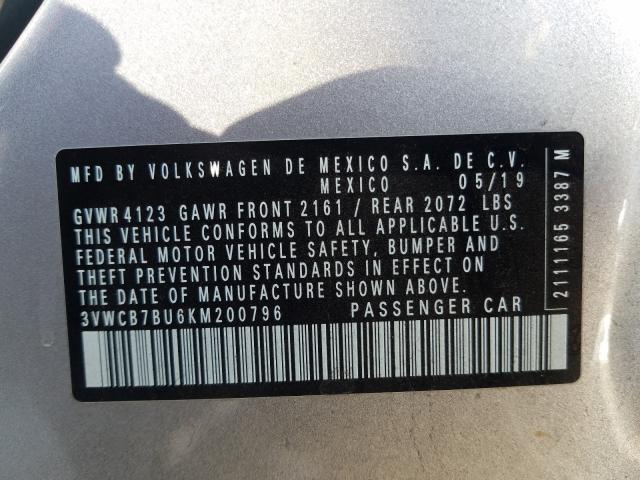 MFD BY VOLKSWAGEN DE MEXICO S.A. DE C.V.
MEXICO 05/19
GVWR 4123 GAWR FRONT 2161 / REAR 2072 LBS
THIS VEHICLE CONFORMS TO ALL APPLICABLE U.S.
FEDERAL MOTOR VEHICLE SAFETY, BUMPER AND
THEFT PREVENTION STANDARDS IN EFFECT ON
THE DATE OF MANUFACTURE SHOWN ABOVE.
3VWCB7BU6KM200796 PASSENGER CAR
2111165 3387 M